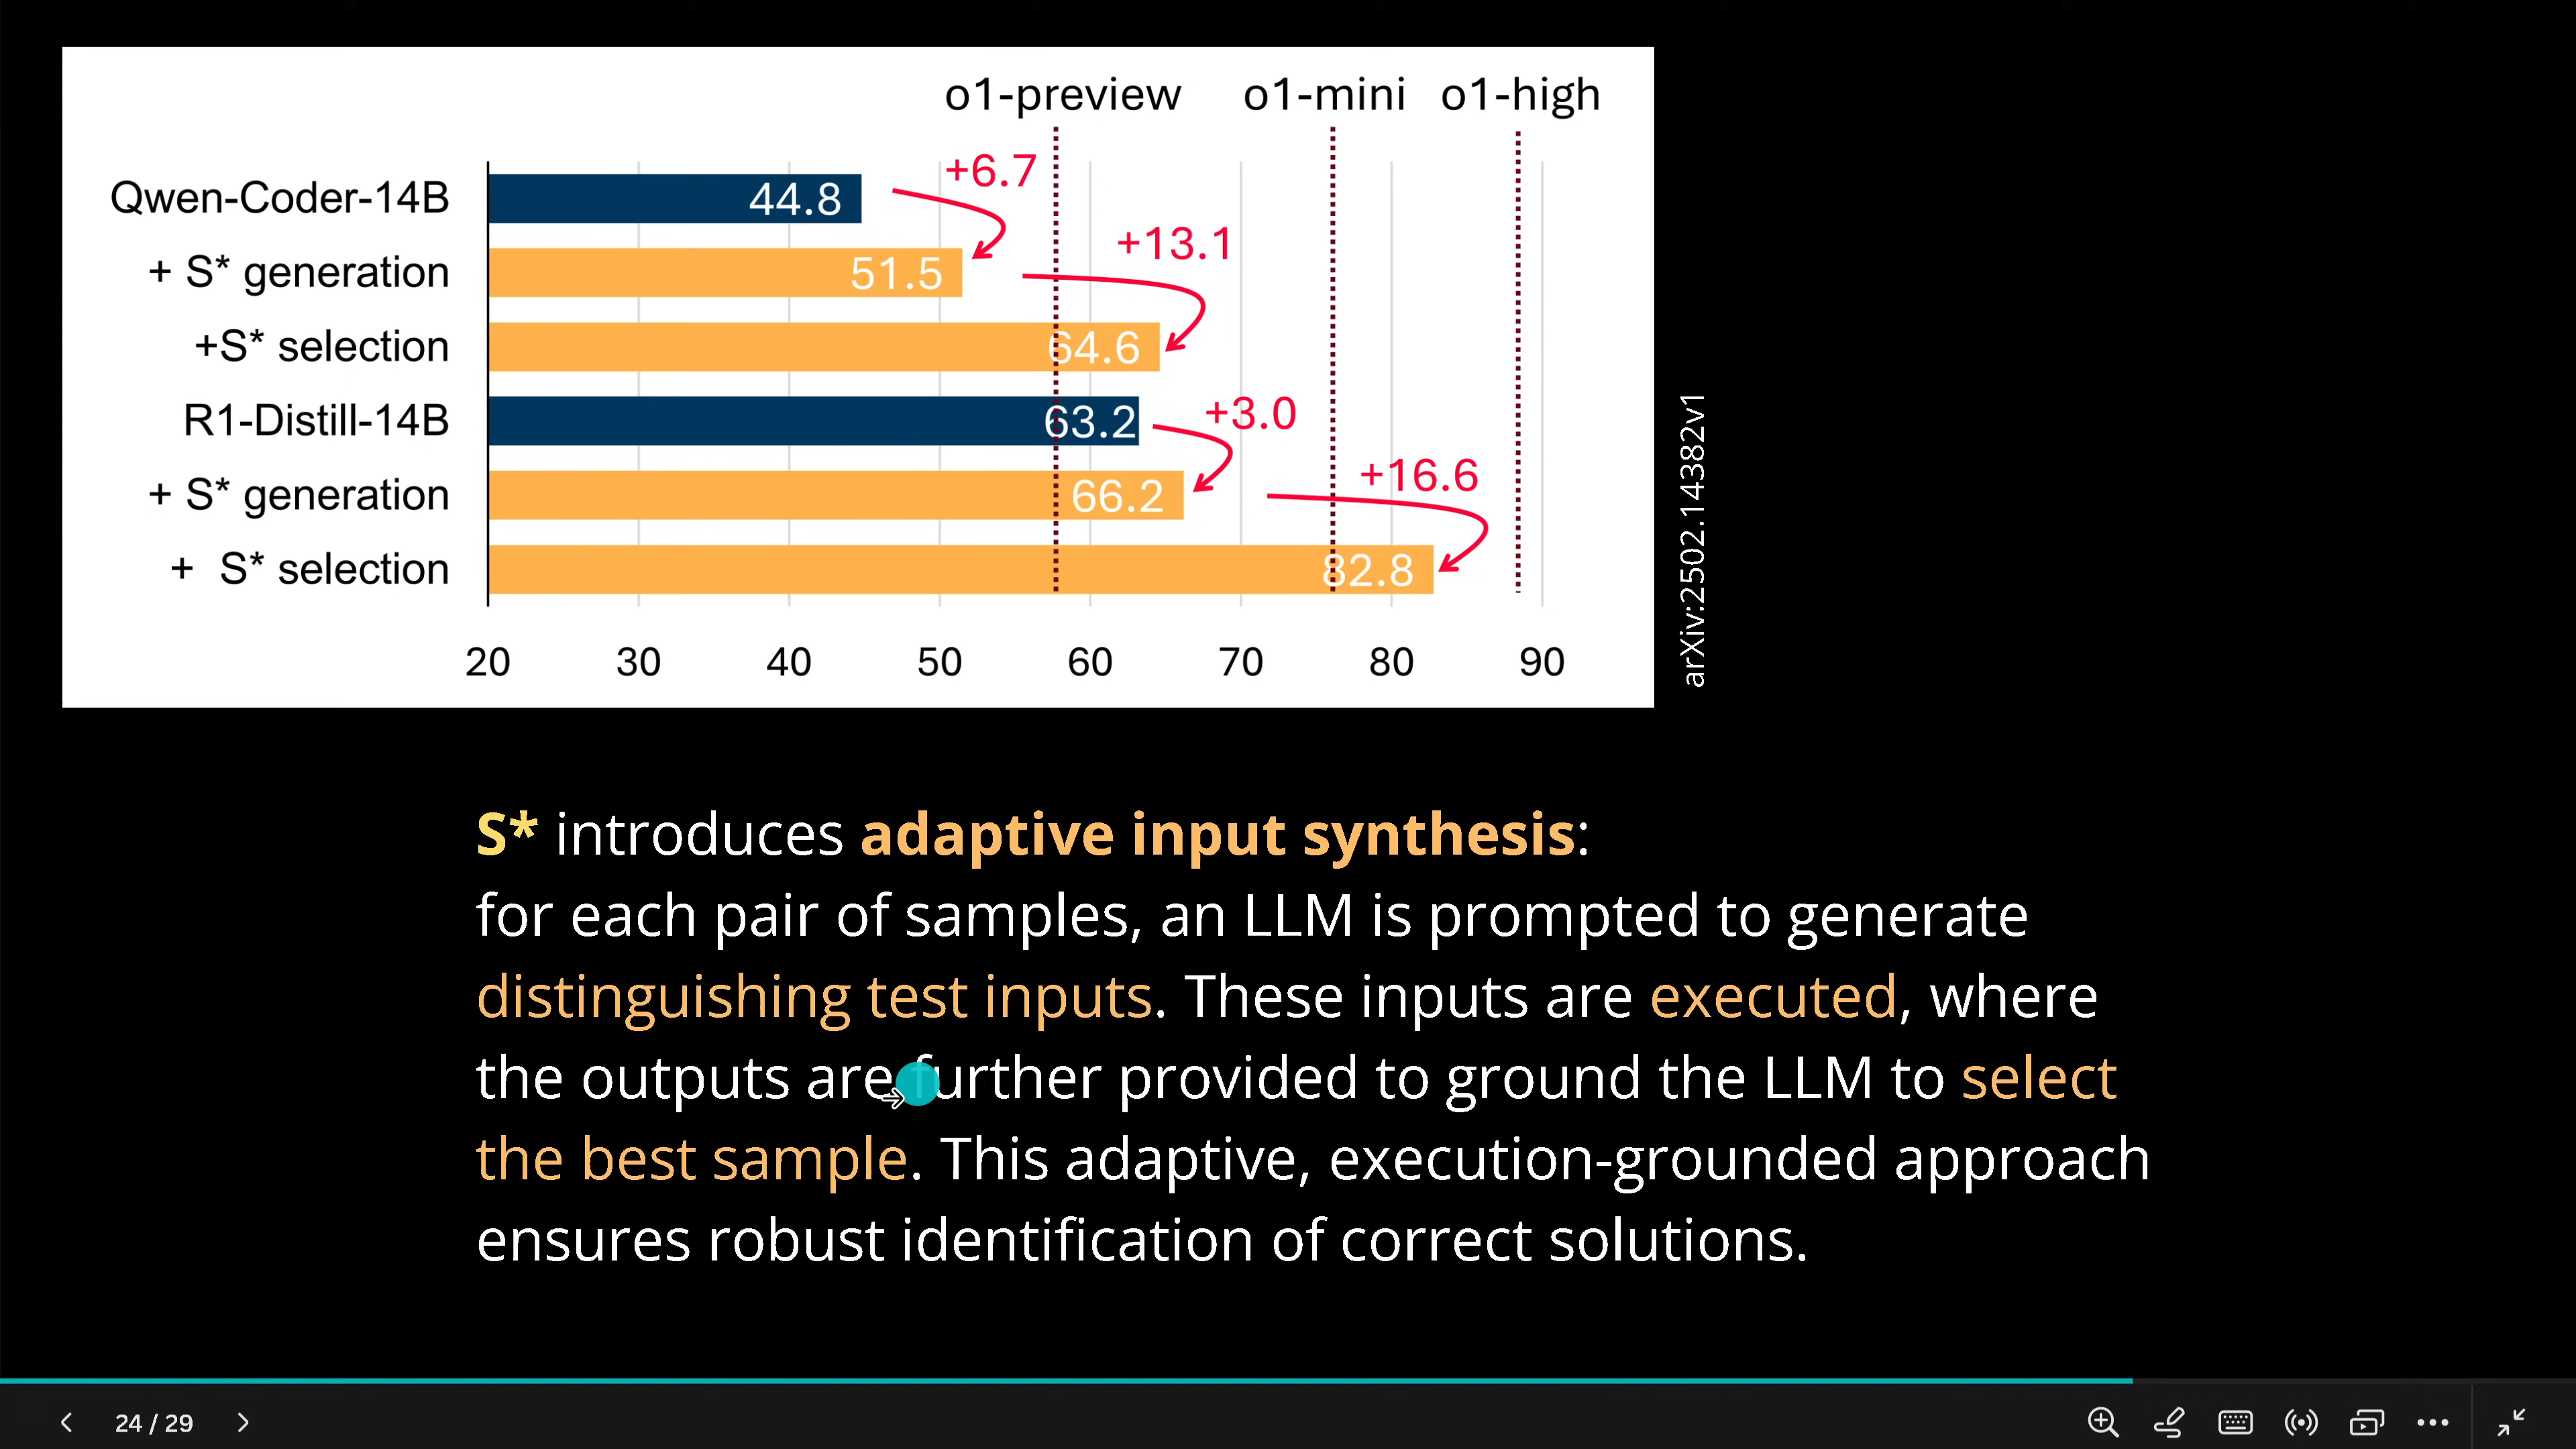 o1-preview o1-mini o1-high
+6.7
Qwen-Coder-14B 44.8
+13.1
+ S* generation 51.5
+S* selection 64.6
R1-Distill-14B 63.2 +3.0
+16.6
+ S* generation 66.2
+ S* selection 82.8
20 30 40 50 60 70 80 90
arXiv:2502.14382v1
S* introduces adaptive input synthesis:
for each pair of samples, an LLM is prompted to generate
distinguishing test inputs. These inputs are executed, where
the outputs are further provided to ground the LLM to select
the best sample. This adaptive, execution-grounded approach
ensures robust identification of correct solutions.
24 / 29